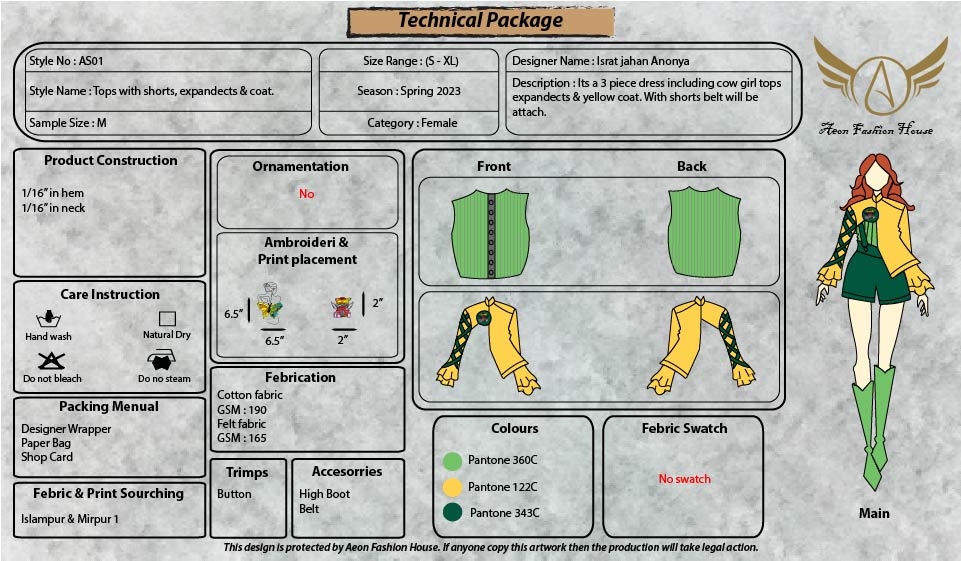 Technical Package
Style No : AS01
Style Name : Tops with shorts, expandects & coat.
Sample Size : M
Size Range : (S - XL)
Season : Spring 2023
Category : Female
Designer Name : Israt jahan Anonya
Description : Its a 3 piece dress including cow girl tops
expandects & yellow coat. With shorts belt will be
attach.
Aeon Fashion House
Product Construction
1/16” in hem
1/16” in neck
Care Instruction
Hand wash
Natural Dry
Do not bleach
Do no steam
Packing Menual
Designer Wrapper
Paper Bag
Shop Card
Febric & Print Sourching
Islampur & Mirpur 1
Ornamentation
No
Ambroideri &
Print placement
6.5”
6.5”
2”
2”
Febrication
Cotton fabric
GSM : 190
Felt fabric
GSM : 165
Trimps
Button
Accesorries
High Boot
Belt
Front
Back
Colours
Pantone 360C
Pantone 122C
Pantone 343C
Febric Swatch
No swatch
Main
This design is protected by Aeon Fashion House. If anyone copy this artwork then the production will take legal action.